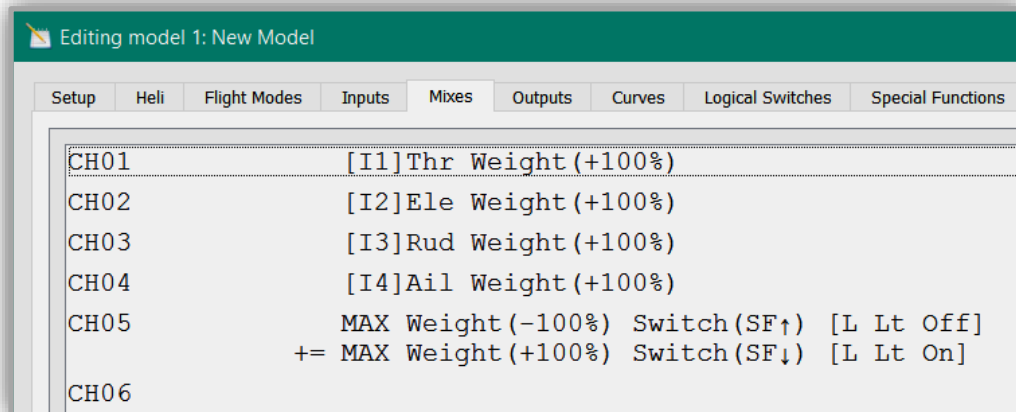 Editing model 1: New Model
Setup Heli Flight Modes Inputs Mixes Outputs Curves Logical Switches Special Functions
CH01 [I1]Thr Weight(+100%)
CH02 [I2]Ele Weight(+100%)
CH03 [I3]Rud Weight(+100%)
CH04 [I4]Ail Weight(+100%)
CH05 MAX Weight(-100%) Switch(SF↑) [L Lt Off]
+= MAX Weight(+100%) Switch(SF↓) [L Lt On]
CH06